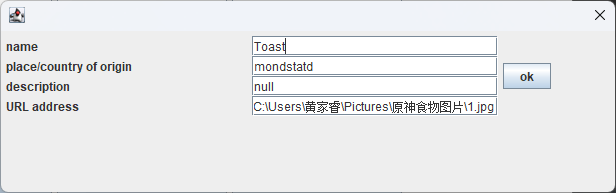 name Toast
place/country of origin mondstatd
description null
ok
URL address C:\Users\黄家睿\Pictures\原神食物图片\1.jpg